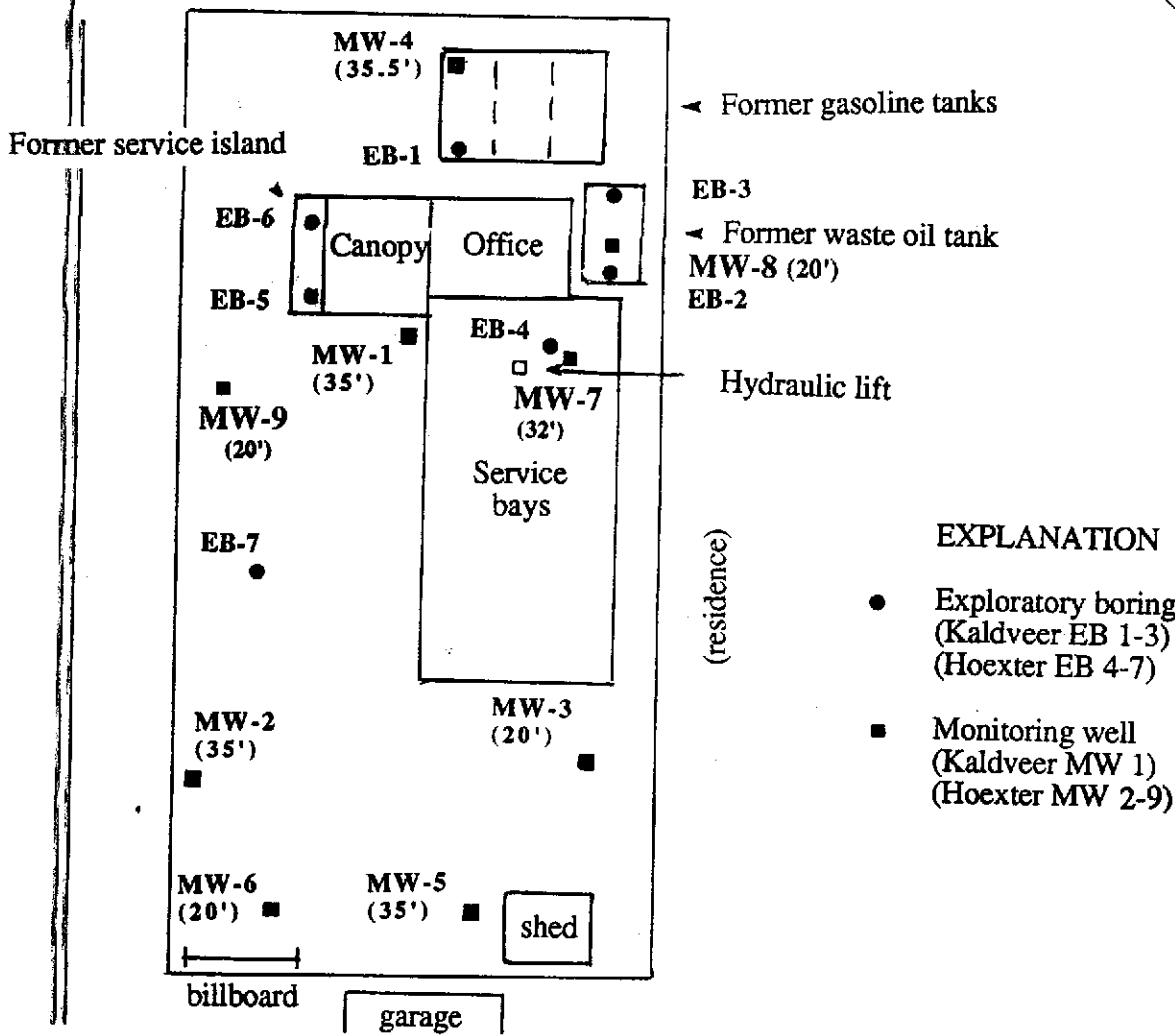 MW-4
(35.5')
Former gasoline tanks
Former service island
EB-1
EB-3
EB-6
Canopy
Office
Former waste oil tank
MW-8 (20')
EB-5
EB-2
EB-4
MW-1
(35')
Hydraulic lift
MW-7
(32')
MW-9
(20')
Service
bays
EB-7
(residence)
EXPLANATION
Exploratory boring
(Kaldveer EB 1-3)
(Hoexter EB 4-7)
MW-2
(35')
MW-3
(20')
Monitoring well
(Kaldveer MW 1)
(Hoexter MW 2-9)
MW-6
(20')
MW-5
(35')
shed
billboard
garage